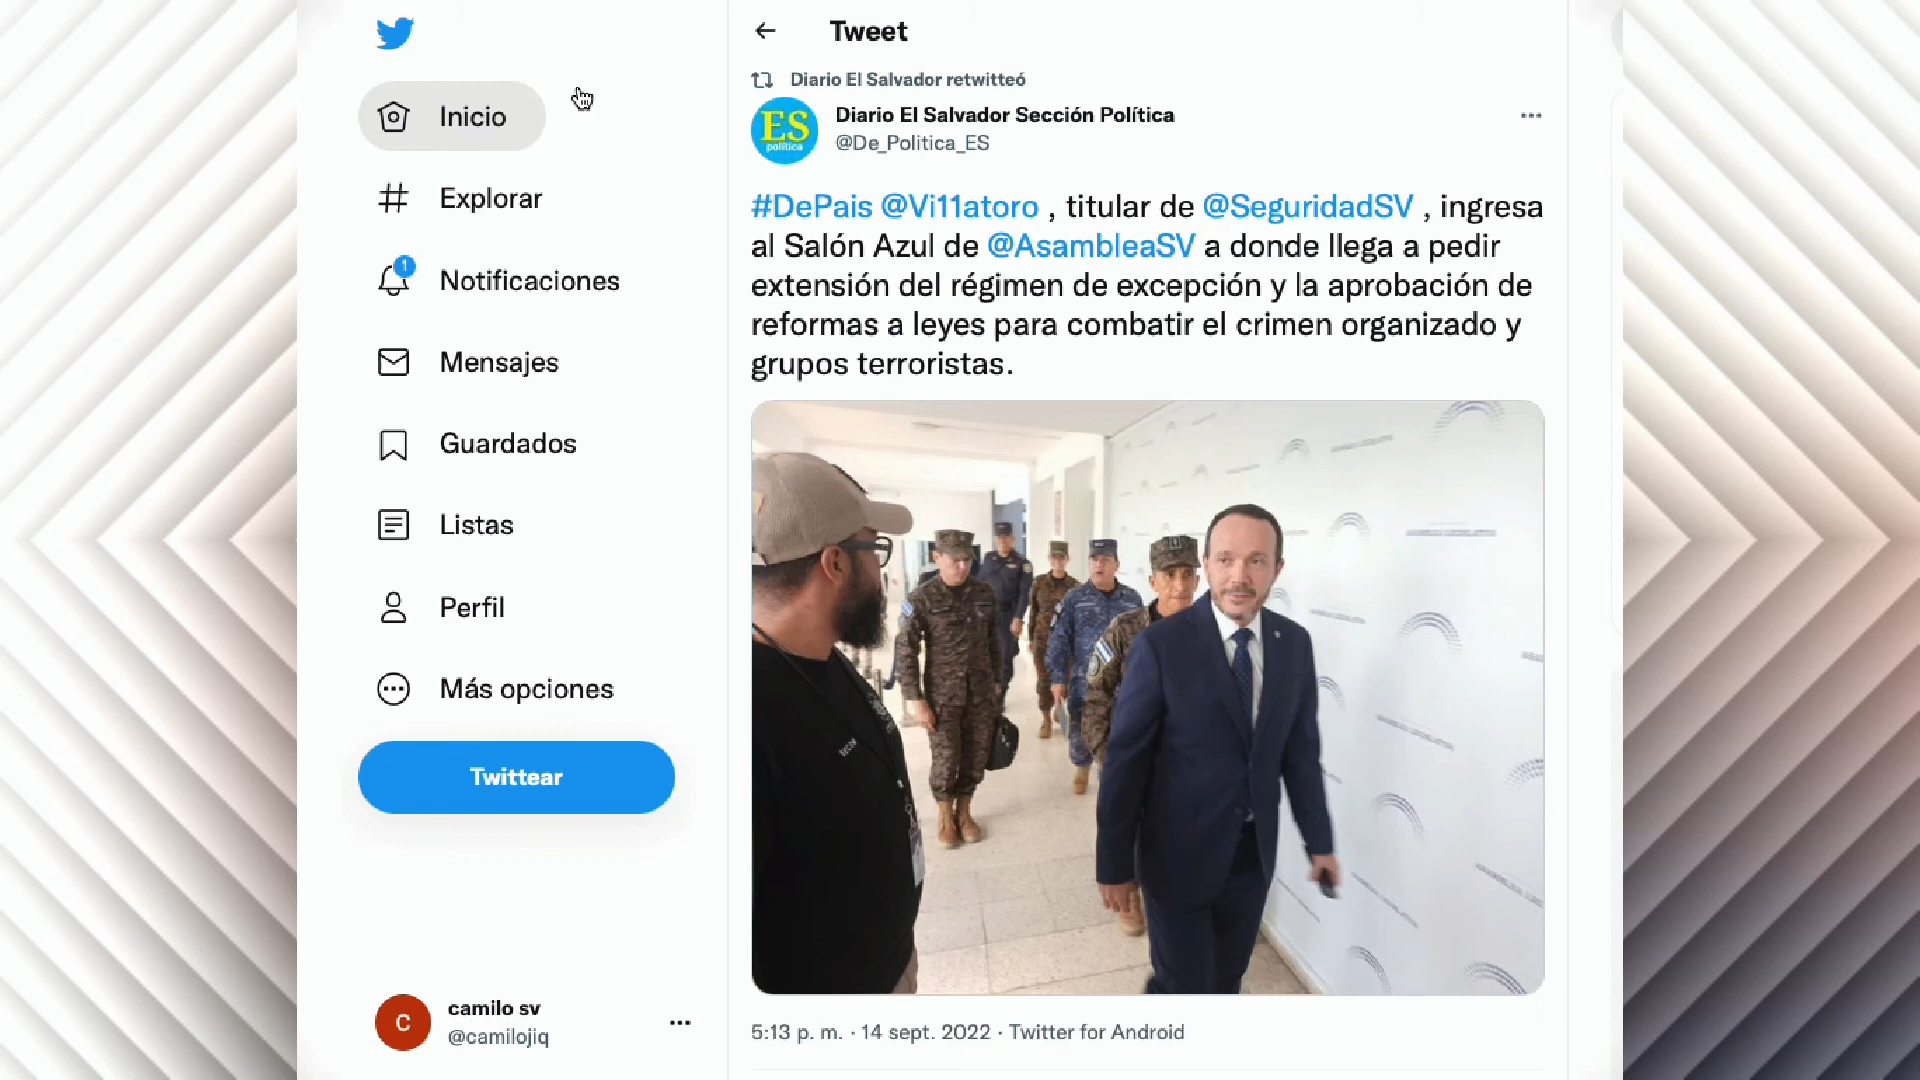 Tweet
Diario El Salvador retwitteó
Inicio
Explorar
1
Notificaciones
Mensajes
Guardados
Listas
Perfil
Más opciones
Twittear
camilo sv
@camilojiq
C
ES
política
Diario El Salvador Sección Política
@De_Politica_ES
#DePais @Vi11atoro , titular de @SeguridadSV , ingresa
al Salón Azul de @AsambleaSV a donde llega a pedir
extensión del régimen de excepción y la aprobación de
reformas a leyes para combatir el crimen organizado y
grupos terroristas.
5:13 p. m. · 14 sept. 2022 · Twitter for Android